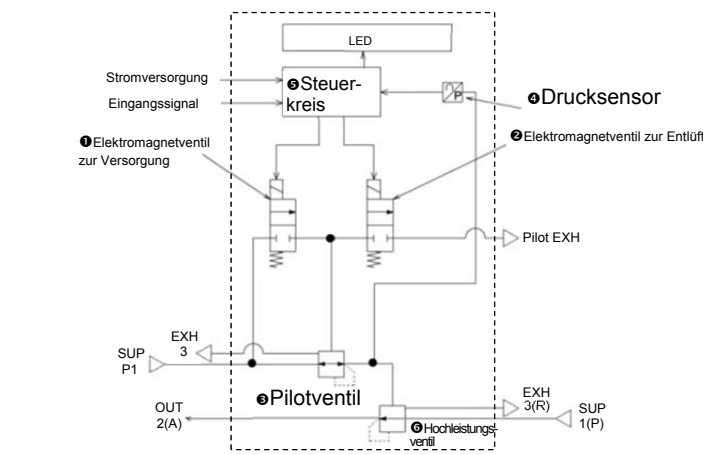 LED
Stromversorgung
Eingangssignal
❺Steuer-
kreis
P
❹Drucksensor
❶Elektromagnetventil
zur Versorgung
❷Elektromagnetventil zur Entlüft
Pilot EXH
EXH
3
SUP
P1
❸Pilotventil
OUT
2(A)
❻Hochleistungs-
ventil
EXH
3(R)
SUP
1(P)